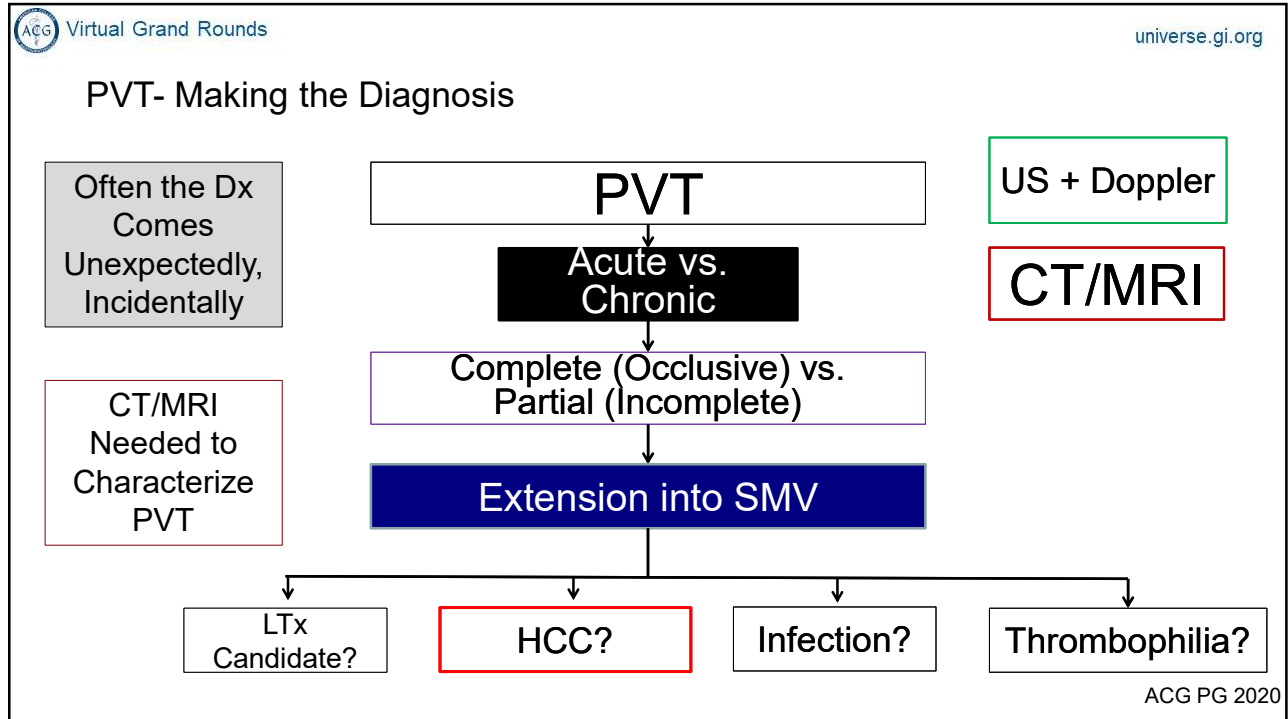 ACG
Virtual Grand Rounds
universe.gi.org
PVT- Making the Diagnosis
Often the Dx
Comes
Unexpectedly,
Incidentally
PVT
US + Doppler
Acute vs.
Chronic
CT/MRI
Complete (Occlusive) vs.
Partial (Incomplete)
CT/MRI
Needed to
Characterize
PVT
Extension into SMV
LTx
Candidate?
HCC?
Infection?
Thrombophilia?
ACG PG 2020